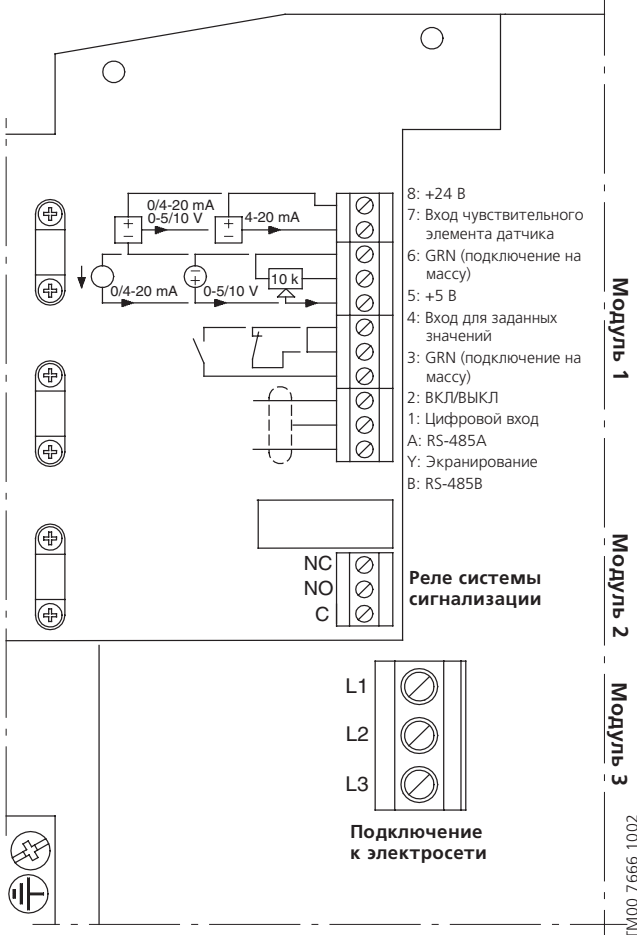 0/4-20 mA
0-5/10 V
4-20 mA
0/4-20 mA
0-5/10 V
10 k
8: +24 В
7: Вход чувствительного
элемента датчика
6: GRN (подключение на
массу)
5: +5 В
4: Вход для заданных
значений
3: GRN (подключение на
массу)
2: ВКЛ/ВЫКЛ
1: Цифровой вход
A: RS-485A
Y: Экранирование
B: RS-485B
Модуль 1
NC
NO
C
Реле системы
сигнализации
Модуль 2
L1
L2
L3
Подключение
к электросети
Модуль 3
TM00 7666 1002